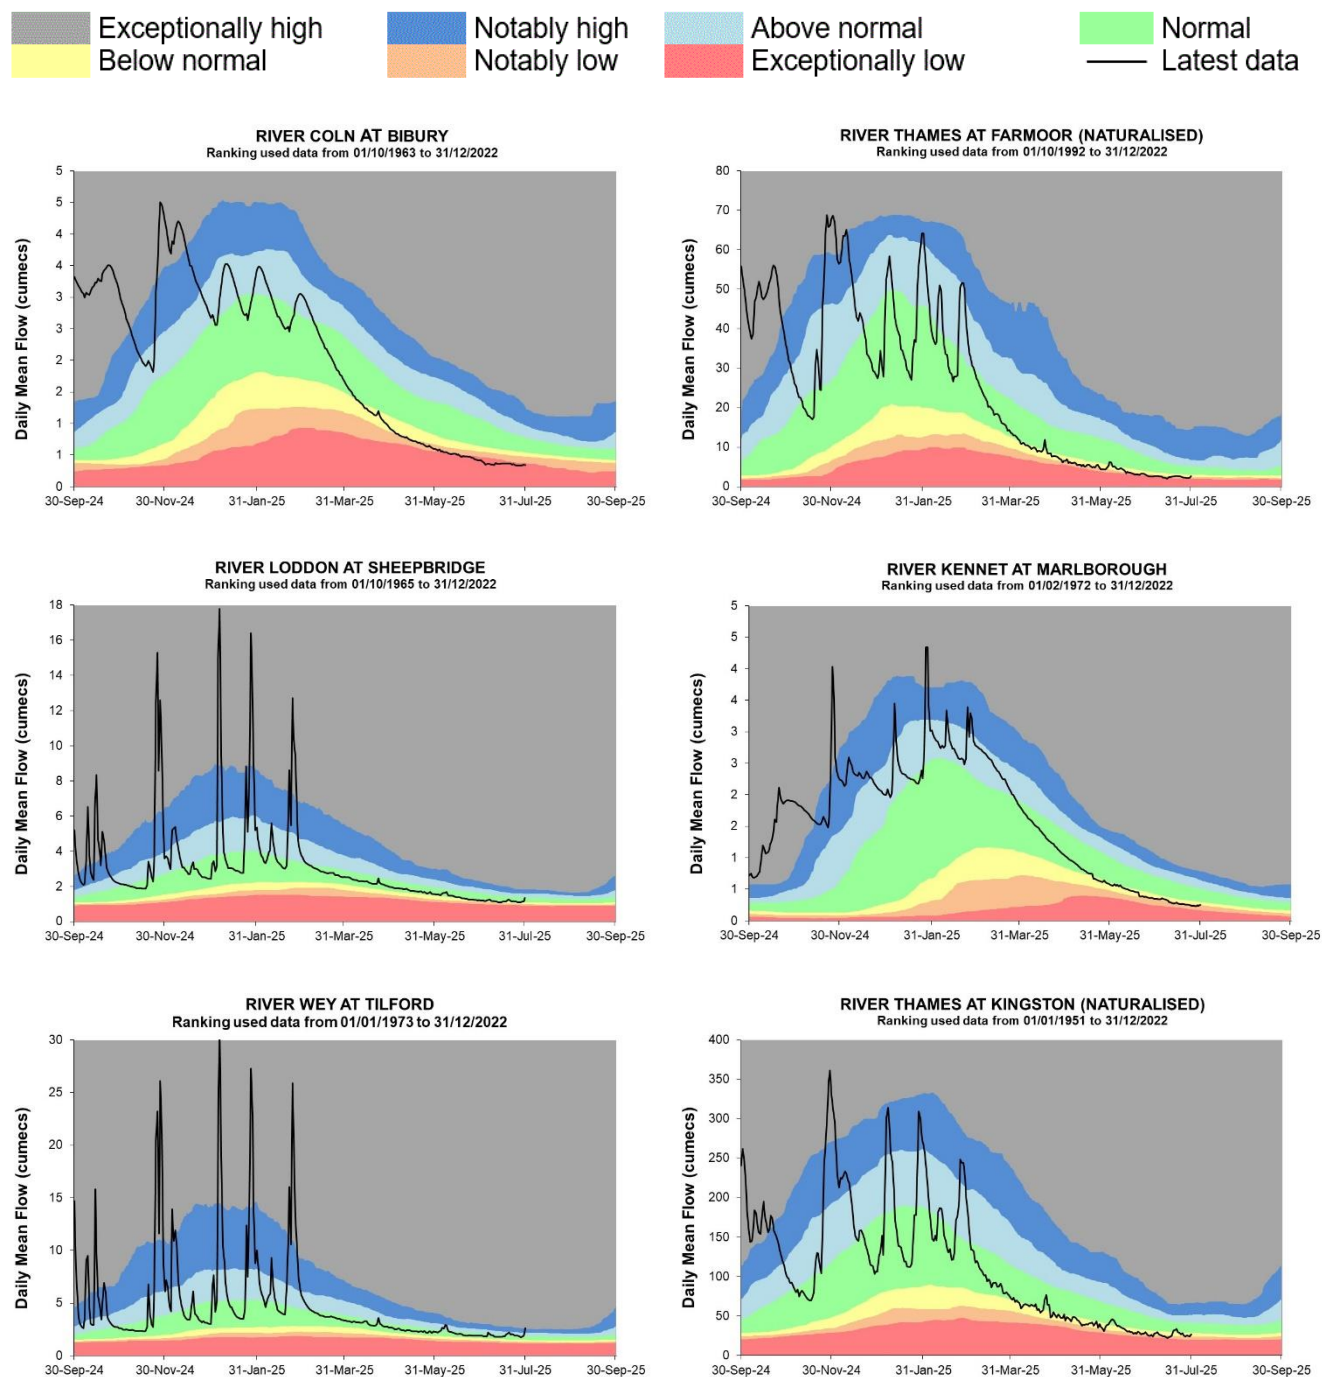 Exceptionally high Notably high Above normal Normal
Below normal Notably low Exceptionally low Latest data
RIVER COLN AT BIBURY
Ranking used data from 01/10/1963 to 31/12/2022
Daily Mean Flow (cumecs)
5
5
4
4
3
3
2
2
1
1
0
30-Sep-24 30-Nov-24 31-Jan-25 31-Mar-25 31-May-25 31-Jul-25 30-Sep-25
RIVER THAMES AT FARMOOR (NATURALISED)
Ranking used data from 01/10/1992 to 31/12/2022
Daily Mean Flow (cumecs)
80
70
60
50
40
30
20
10
0
30-Sep-24 30-Nov-24 31-Jan-25 31-Mar-25 31-May-25 31-Jul-25 30-Sep-25
RIVER LODDON AT SHEEPBRIDGE
Ranking used data from 01/10/1965 to 31/12/2022
Daily Mean Flow (cumecs)
18
16
14
12
10
8
6
4
2
0
30-Sep-24 30-Nov-24 31-Jan-25 31-Mar-25 31-May-25 31-Jul-25 30-Sep-25
RIVER KENNET AT MARLBOROUGH
Ranking used data from 01/02/1972 to 31/12/2022
Daily Mean Flow (cumecs)
5
5
4
4
3
3
2
2
1
1
0
30-Sep-24 30-Nov-24 31-Jan-25 31-Mar-25 31-May-25 31-Jul-25 30-Sep-25
RIVER WEY AT TILFORD
Ranking used data from 01/01/1973 to 31/12/2022
Daily Mean Flow (cumecs)
30
25
20
15
10
5
0
30-Sep-24 30-Nov-24 31-Jan-25 31-Mar-25 31-May-25 31-Jul-25 30-Sep-25
RIVER THAMES AT KINGSTON (NATURALISED)
Ranking used data from 01/01/1951 to 31/12/2022
Daily Mean Flow (cumecs)
400
350
300
250
200
150
100
50
0
30-Sep-24 30-Nov-24 31-Jan-25 31-Mar-25 31-May-25 31-Jul-25 30-Sep-25